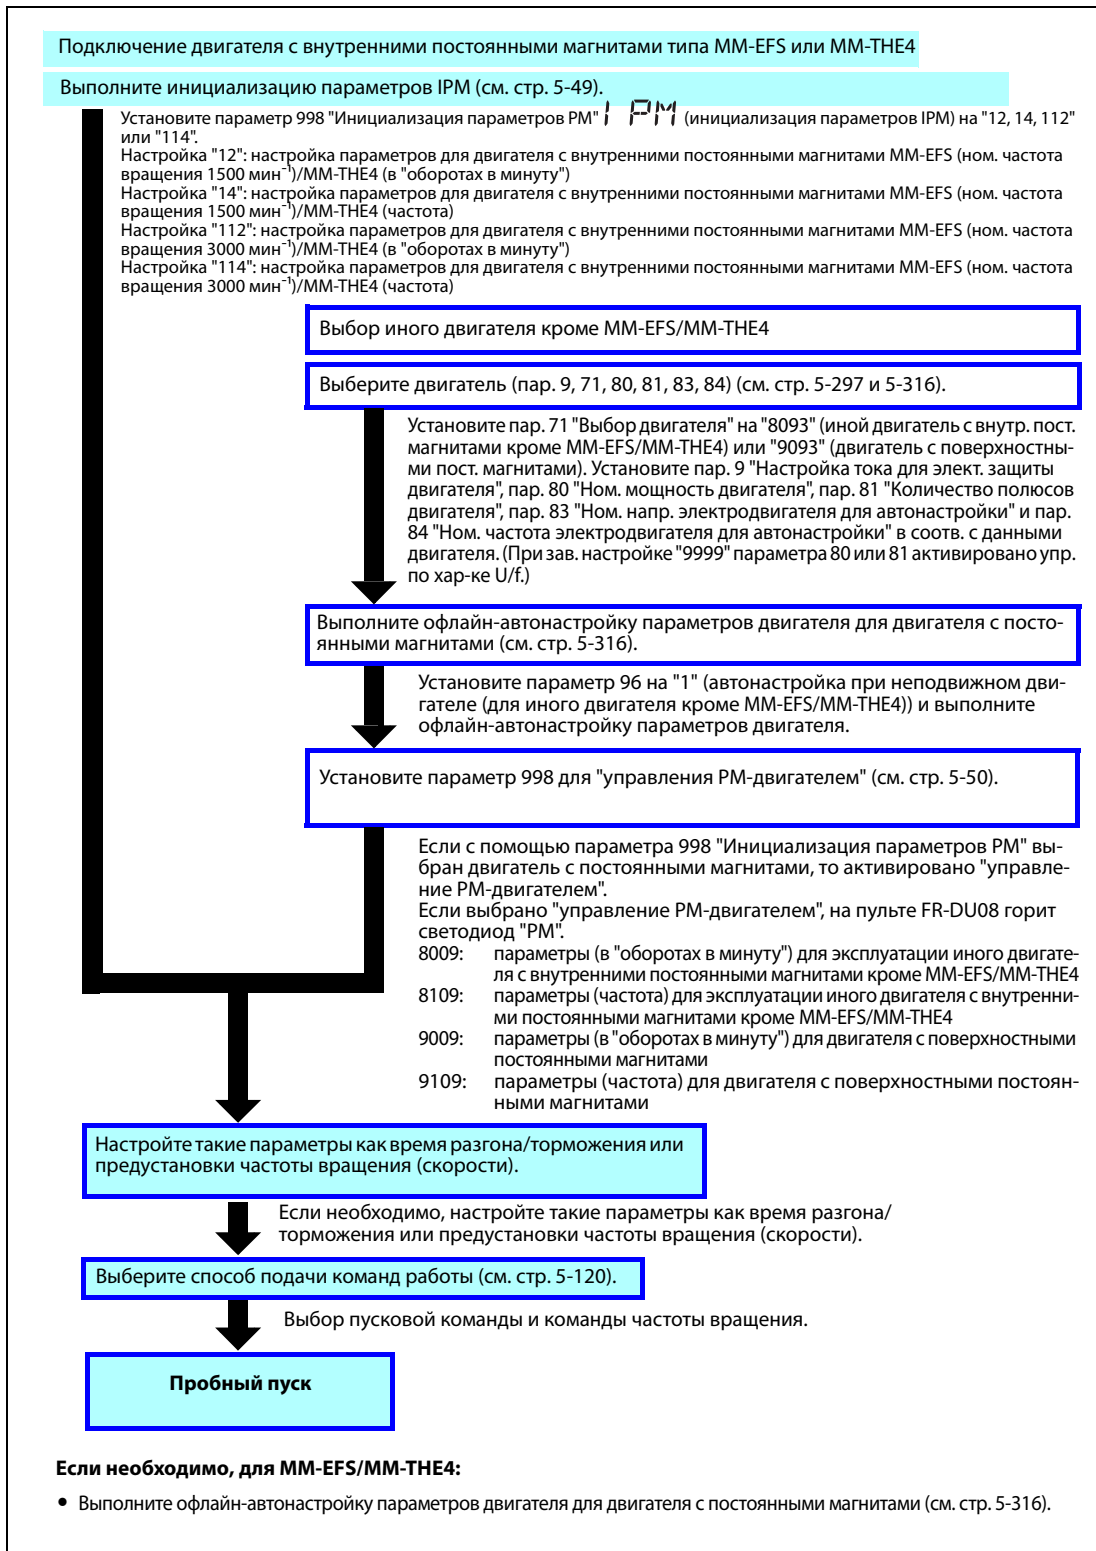 Подключение двигателя с внутренними постоянными магнитами типа MM-EFS или MM-THE4
Выполните инициализацию параметров IPM (см. стр. 5-49).
Установите параметр 998 "Инициализация параметров PM" IPM (инициализация параметров IPM) на "12, 14, 112"
или "114".
Настройка "12": настройка параметров для двигателя с внутренними постоянными магнитами MM-EFS (ном. частота
вращения 1500 мин⁻¹)/MM-THE4 (в "оборотах в минуту")
Настройка "14": настройка параметров для двигателя с внутренними постоянными магнитами MM-EFS (ном. частота
вращения 1500 мин⁻¹)/MM-THE4 (частота)
Настройка "112": настройка параметров для двигателя с внутренними постоянными магнитами MM-EFS (ном. частота
вращения 3000 мин⁻¹)/MM-THE4 (в "оборотах в минуту")
Настройка "114": настройка параметров для двигателя с внутренними постоянными магнитами MM-EFS (ном. частота
вращения 3000 мин⁻¹)/MM-THE4 (частота)
Выбор иного двигателя кроме MM-EFS/MM-THE4
Выберите двигатель (пар. 9, 71, 80, 81, 83, 84) (см. стр. 5-297 и 5-316).
Установите пар. 71 "Выбор двигателя" на "8093" (иной двигатель с внутр. пост.
магнитами кроме MM-EFS/MM-THE4) или "9093" (двигатель с поверхностны-
ми пост. магнитами). Установите пар. 9 "Настройка тока для элект. защиты
двигателя", пар. 80 "Ном. мощность двигателя", пар. 81 "Количество полюсов
двигателя", пар. 83 "Ном. напр. электродвигателя для автонастройки" и пар.
84 "Ном. частота электродвигателя для автонастройки" в соотв. с данными
двигателя. (При зав. настройке "9999" параметра 80 или 81 активировано упр.
по хар-ке U/f.)
Выполните офлайн-автонастройку параметров двигателя для двигателя с посто-
янными магнитами (см. стр. 5-316).
Установите параметр 96 на "1" (автонастройка при неподвижном дви-
гателе (для иного двигателя кроме MM-EFS/MM-THE4)) и выполните
офлайн-автонастройку параметров двигателя.
Установите параметр 998 для "управления PM-двигателем" (см. стр. 5-50).
Если с помощью параметра 998 "Инициализация параметров PM" вы-
бран двигатель с постоянными магнитами, то активировано "управле-
ние PM-двигателем".
Если выбрано "управление PM-двигателем", на пульте FR-DU08 горит
светодиод "PM".
8009: параметры (в "оборотах в минуту") для эксплуатации иного двигате-
ля с внутренними постоянными магнитами кроме MM-EFS/MM-THE4
8109: параметры (частота) для эксплуатации иного двигателя с внутренни-
ми постоянными магнитами кроме MM-EFS/MM-THE4
9009: параметры (в "оборотах в минуту") для двигателя с поверхностными
постоянными магнитами
9109: параметры (частота) для двигателя с поверхностными постоян-
ными магнитами
Настройте такие параметры как время разгона/торможения или
предустановки частоты вращения (скорости).
Если необходимо, настройте такие параметры как время разгона/
торможения или предустановки частоты вращения (скорости).
Выберите способ подачи команд работы (см. стр. 5-120).
Выбор пусковой команды и команды частоты вращения.
Пробный пуск
Если необходимо, для MM-EFS/MM-THE4:
• Выполните офлайн-автонастройку параметров двигателя для двигателя с постоянными магнитами (см. стр. 5-316).